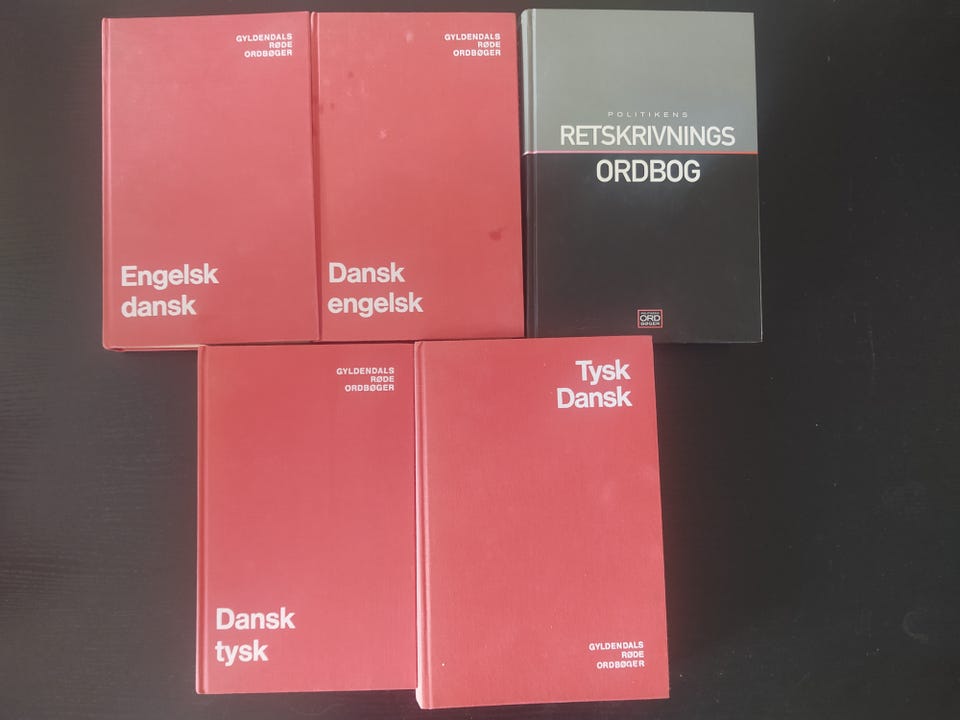 GYLDENDALS
RØDE
ORDBØGER
Engelsk
dansk
GYLDENDALS
RØDE
ORDBØGER
Dansk
engelsk
POLITIKENS
RETSKRIVNINGS
ORDBOG
POLITIKENS
ORD
BØGER
GYLDENDALS
RØDE
ORDBØGER
Dansk
tysk
Tysk
Dansk
GYLDENDALS
RØDE
ORDBØGER